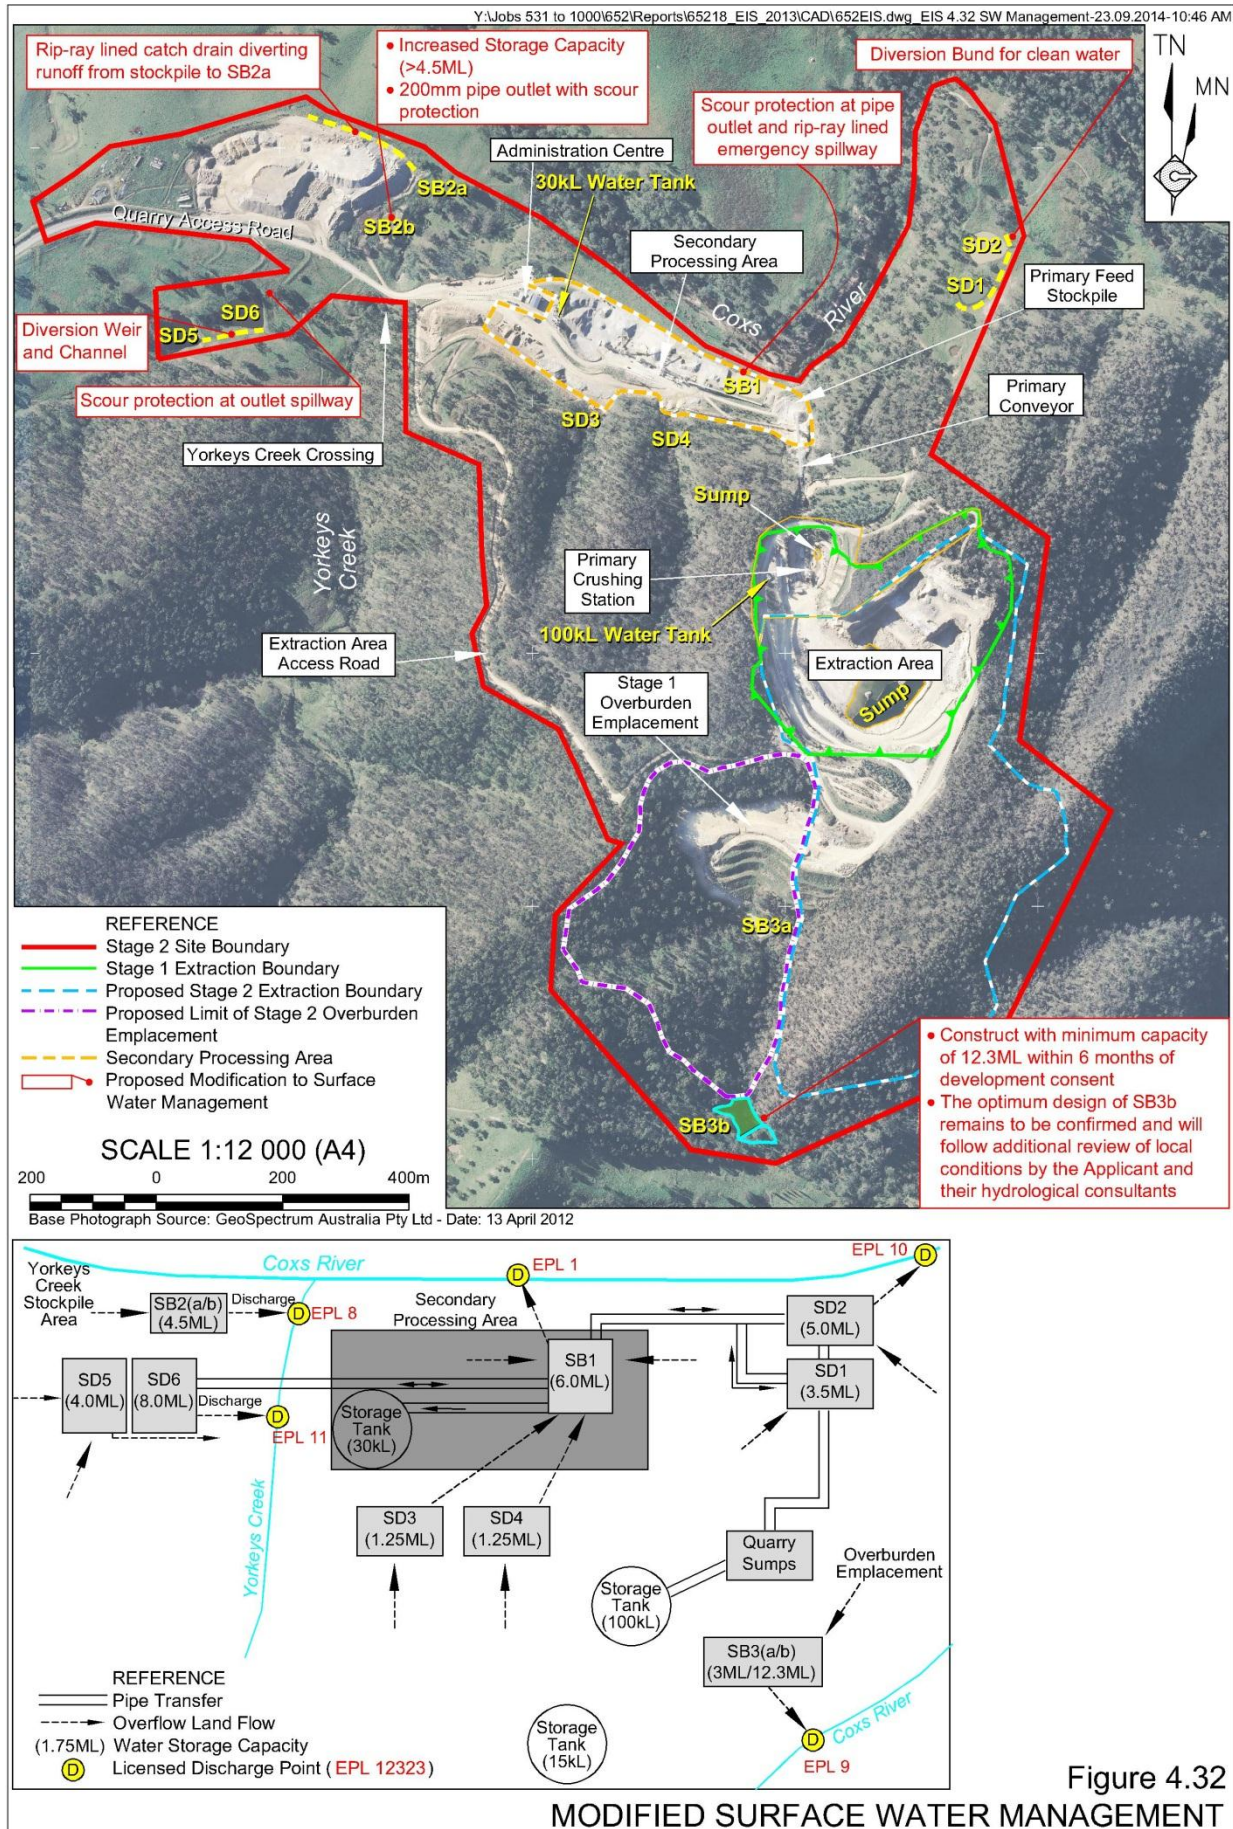 Y:\Jobs 531 to 1000\652\Reports\65218_EIS_2013\CAD\652EIS.dwg_EIS 4.32 SW Management-23.09.2014-10:46 AM
Rip-ray lined catch drain diverting
runoff from stockpile to SB2a
• Increased Storage Capacity
(>4.5ML)
• 200mm pipe outlet with scour
protection
Diversion Bund for clean water
TN
MN
Scour protection at pipe
outlet and rip-ray lined
emergency spillway
Administration Centre
30kL Water Tank
SB2a
SB2b
Quarry Access Road
Secondary
Processing Area
SD2
SD1
Primary Feed
Stockpile
Coxs
River
SD6
SD5
Diversion Weir
and Channel
Scour protection at outlet spillway
SB1
SD3
SD4
Primary
Conveyor
Yorkeys Creek Crossing
Sump
Yorkeys
Creek
Primary
Crushing
Station
100kL Water Tank
Extraction Area
Access Road
Extraction Area
Stage 1
Overburden
Emplacement
Sump
SB3a
REFERENCE
Stage 2 Site Boundary
Stage 1 Extraction Boundary
Proposed Stage 2 Extraction Boundary
Proposed Limit of Stage 2 Overburden
Emplacement
Secondary Processing Area
Proposed Modification to Surface
Water Management
SB3b
• Construct with minimum capacity
of 12.3ML within 6 months of
development consent
• The optimum design of SB3b
remains to be confirmed and will
follow additional review of local
conditions by the Applicant and
their hydrological consultants
SCALE 1:12 000 (A4)
200 0 200 400m
Base Photograph Source: GeoSpectrum Australia Pty Ltd - Date: 13 April 2012
Coxs River
EPL 1
EPL 10
D
D
Yorkeys
Creek
Stockpile
Area
SB2(a/b)
(4.5ML)
Discharge
D
EPL 8
Secondary
Processing Area
SD2
(5.0ML)
SB1
(6.0ML)
SD1
(3.5ML)
SD5
(4.0ML)
SD6
(8.0ML)
Discharge
D
EPL 11
Storage
Tank
(30kL)
Yorkeys Creek
SD3
(1.25ML)
SD4
(1.25ML)
Quarry
Sumps
Overburden
Emplacement
Storage
Tank
(100kL)
SB3(a/b)
(3ML/12.3ML)
Coxs River
D
EPL 9
REFERENCE
Pipe Transfer
Overflow Land Flow
(1.75ML) Water Storage Capacity
D Licensed Discharge Point (EPL 12323)
Storage
Tank
(15kL)
Figure 4.32
MODIFIED SURFACE WATER MANAGEMENT